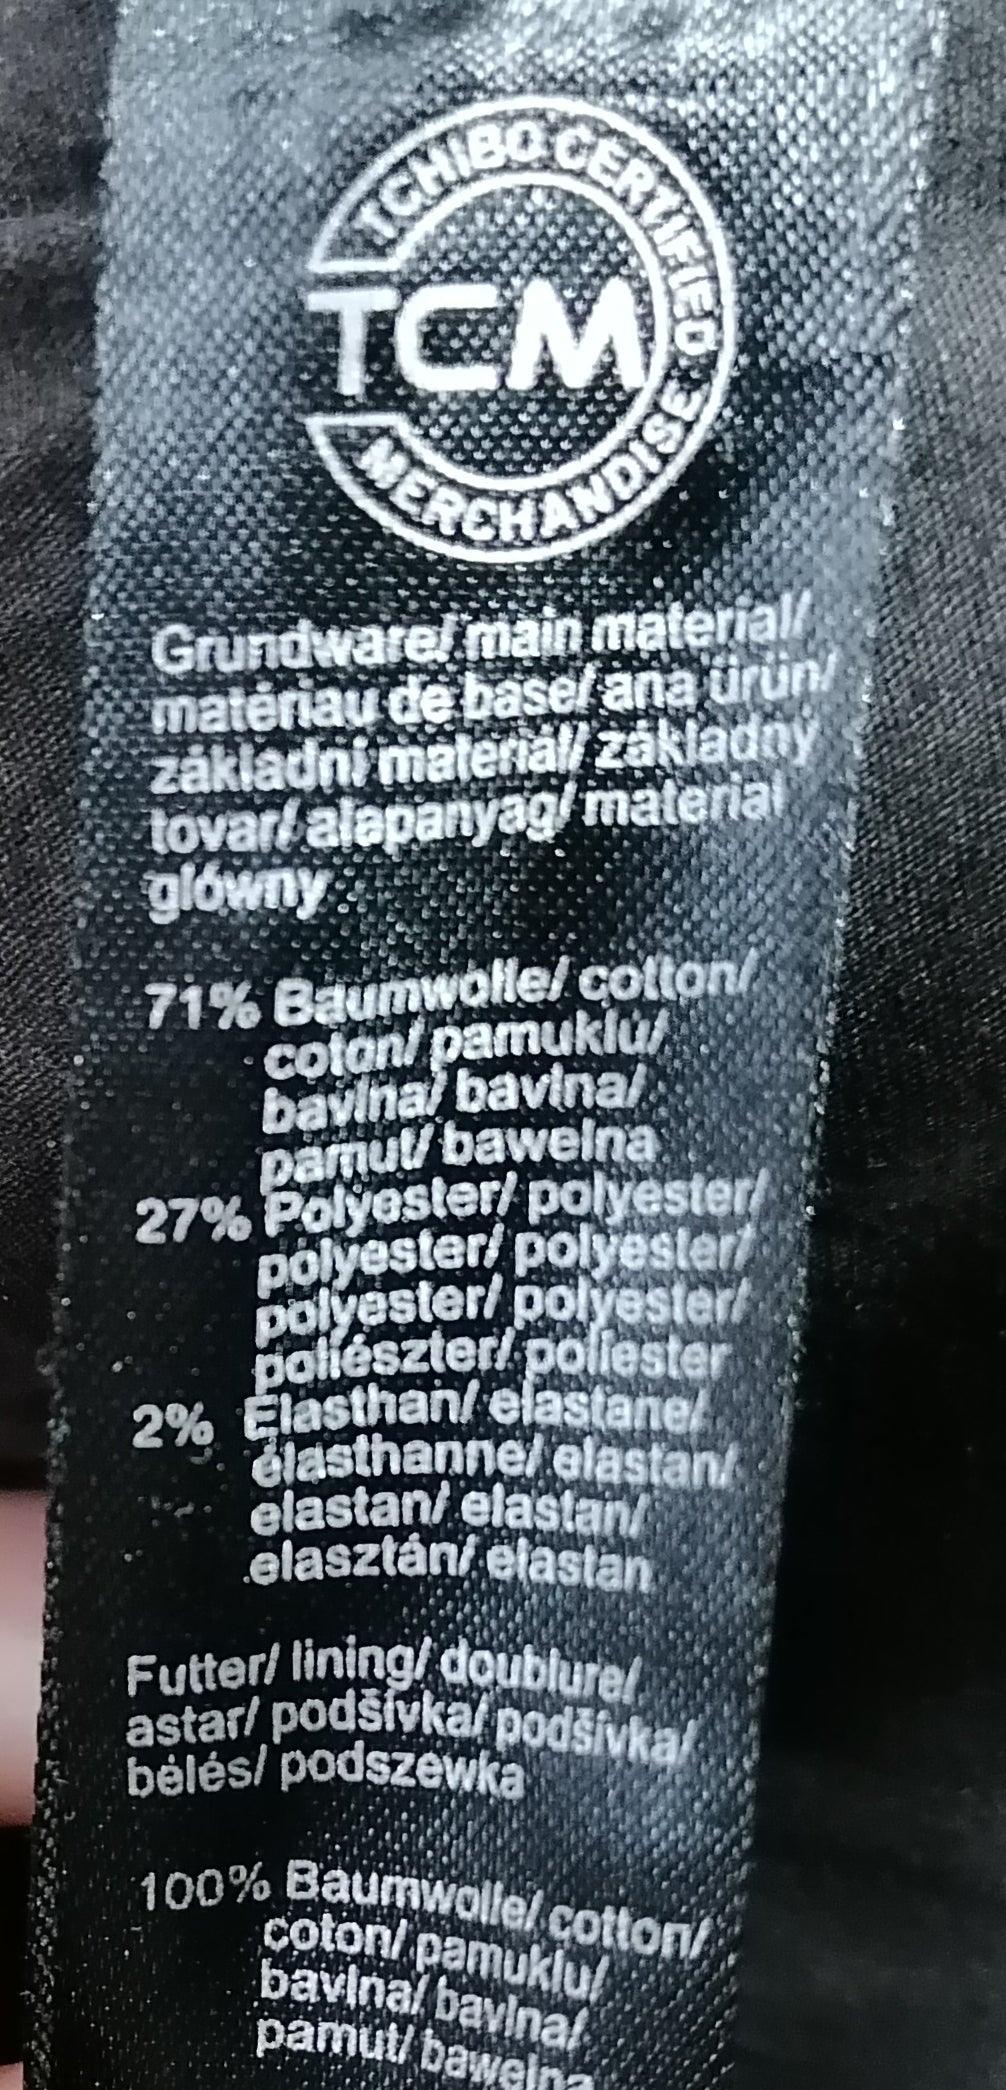 TCHIBO CERTIFIED
TCM
MERCHANDISE
Grundware/ main material/
matériau de base/ ana ürün/
základní materiál/ základný
tovar/ alapanyag/ materiał
główny
71% Baumwolle/ cotton/
coton/ pamuklu/
bavlna/ bavlna/
pamut/ bawełna
27% Polyester/ polyester/
polyester/ polyester/
polyester/ polyester/
poliészter/ poliester
2% Elasthan/ elastane/
élasthanne/ elastan/
elastan/ elastan/
elasztán/ elastan
Futter/ lining/ doublure/
astar/ podšívka/ podšívka/
bélés/ podszewka
100% Baumwolle/ cotton/
coton/ pamuklu/
bavlna/ bavlna/
pamut/ bawełna